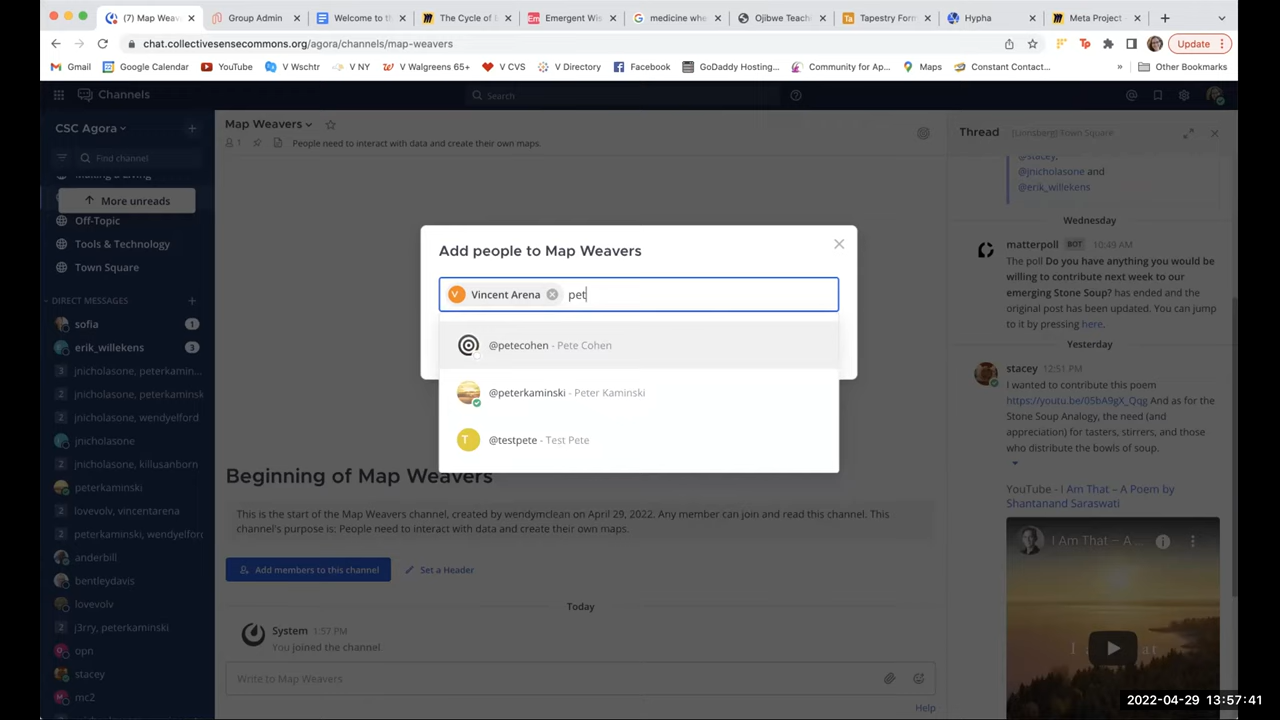 (7) Map Weav
Group Admin
Welcome to th
The Cycle of E
Emergent Wis
medicine whe
Ojibwe Teach
Tapestry Form
Hypha
Meta Project -
chat.collectivesensecommons.org/agora/channels/map-weavers
Update
Gmail
Google Calendar
YouTube
V Wschtr
V NY
V Walgreens 65+
V CVS
V Directory
Facebook
GoDaddy Hosting...
Community for Ap...
Maps
Constant Contact...
»
Other Bookmarks
Channels
Search
CSC Agora
Find channel
Making A Living
More unreads
Off-Topic
Tools & Technology
Town Square
DIRECT MESSAGES
sofia 1
erik_willekens 1
3 jnicholasone, peterkamin...
2 jnicholasone, peterkaminsk
2 jnicholasone, wendyelford
jnicholasone
2 jnicholasone, killusanborn
peterkaminski
2 lovevolv, vincentarena
2 peterkaminski, wendyelford
anderbill
bentleydavis
lovevolv
2 j3rry, peterkaminski
opn
stacey
mc2
Map Weavers
1
People need to interact with data and create their own maps.
Add people to Map Weavers
V Vincent Arena pet
@petecohen - Pete Cohen
@peterkaminski - Peter Kaminski
T @testpete - Test Pete
Beginning of Map Weavers
This is the start of the Map Weavers channel, created by wendymclean on April 29, 2022. Any member can join and read this channel. This
channel's purpose is: People need to interact with data and create their own maps.
Add members to this channel
Set a Header
Today
System 1:57 PM
You joined the channel
Write to Map Weavers
Help
Thread
[Lionsberg] Town Square
@stacey,
@jnicholasone and
@erik_willekens
Wednesday
matterpoll BOT 10:49 AM
The poll Do you have anything you would be
willing to contribute next week to our
emerging Stone Soup? has ended and the
original post has been updated. You can jump
to it by pressing here.
Yesterday
stacey 12:51 PM
I wanted to contribute this poem
https://youtu.be/05bA9gX_Qqg And as for the
Stone Soup Analogy, the need (and
appreciation) for tasters, stirrers, and those
who distribute the bowls of soup.
YouTube - I Am That – A Poem by
Shantanand Saraswati
I Am That – A ...
2022-04-29 13:57:41